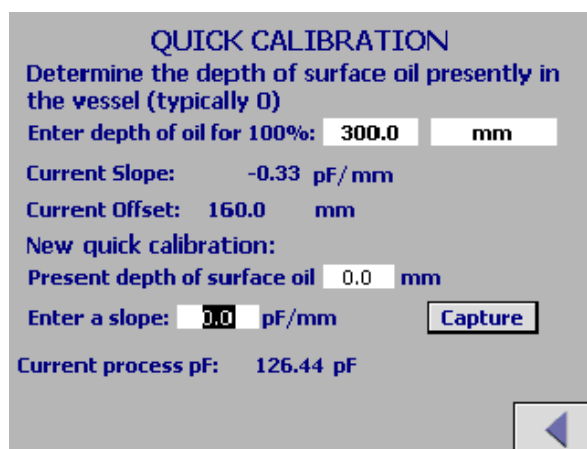 QUICK CALIBRATION
Determine the depth of surface oil presently in
the vessel (typically 0)
Enter depth of oil for 100%: 300.0 mm
Current Slope: -0.33 pF/mm
Current Offset: 160.0 mm
New quick calibration:
Present depth of surface oil 0.0 mm
Enter a slope: 0.0 pF/mm Capture
Current process pF: 126.44 pF